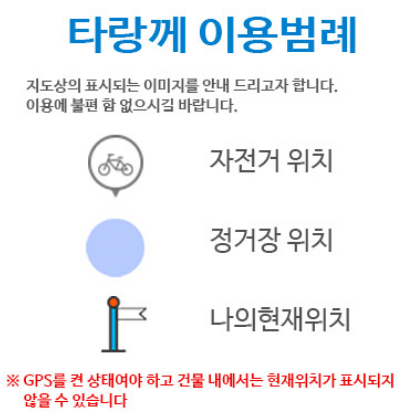 타랑께 이용범례
지도상의 표시되는 이미지를 안내 드리고자 합니다.
이용에 불편 함 없으시길 바랍니다.
자전거 위치
정거장 위치
나의현재위치
※ GPS를 켠 상태여야 하고 건물 내에서는 현재위치가 표시되지
않을 수 있습니다